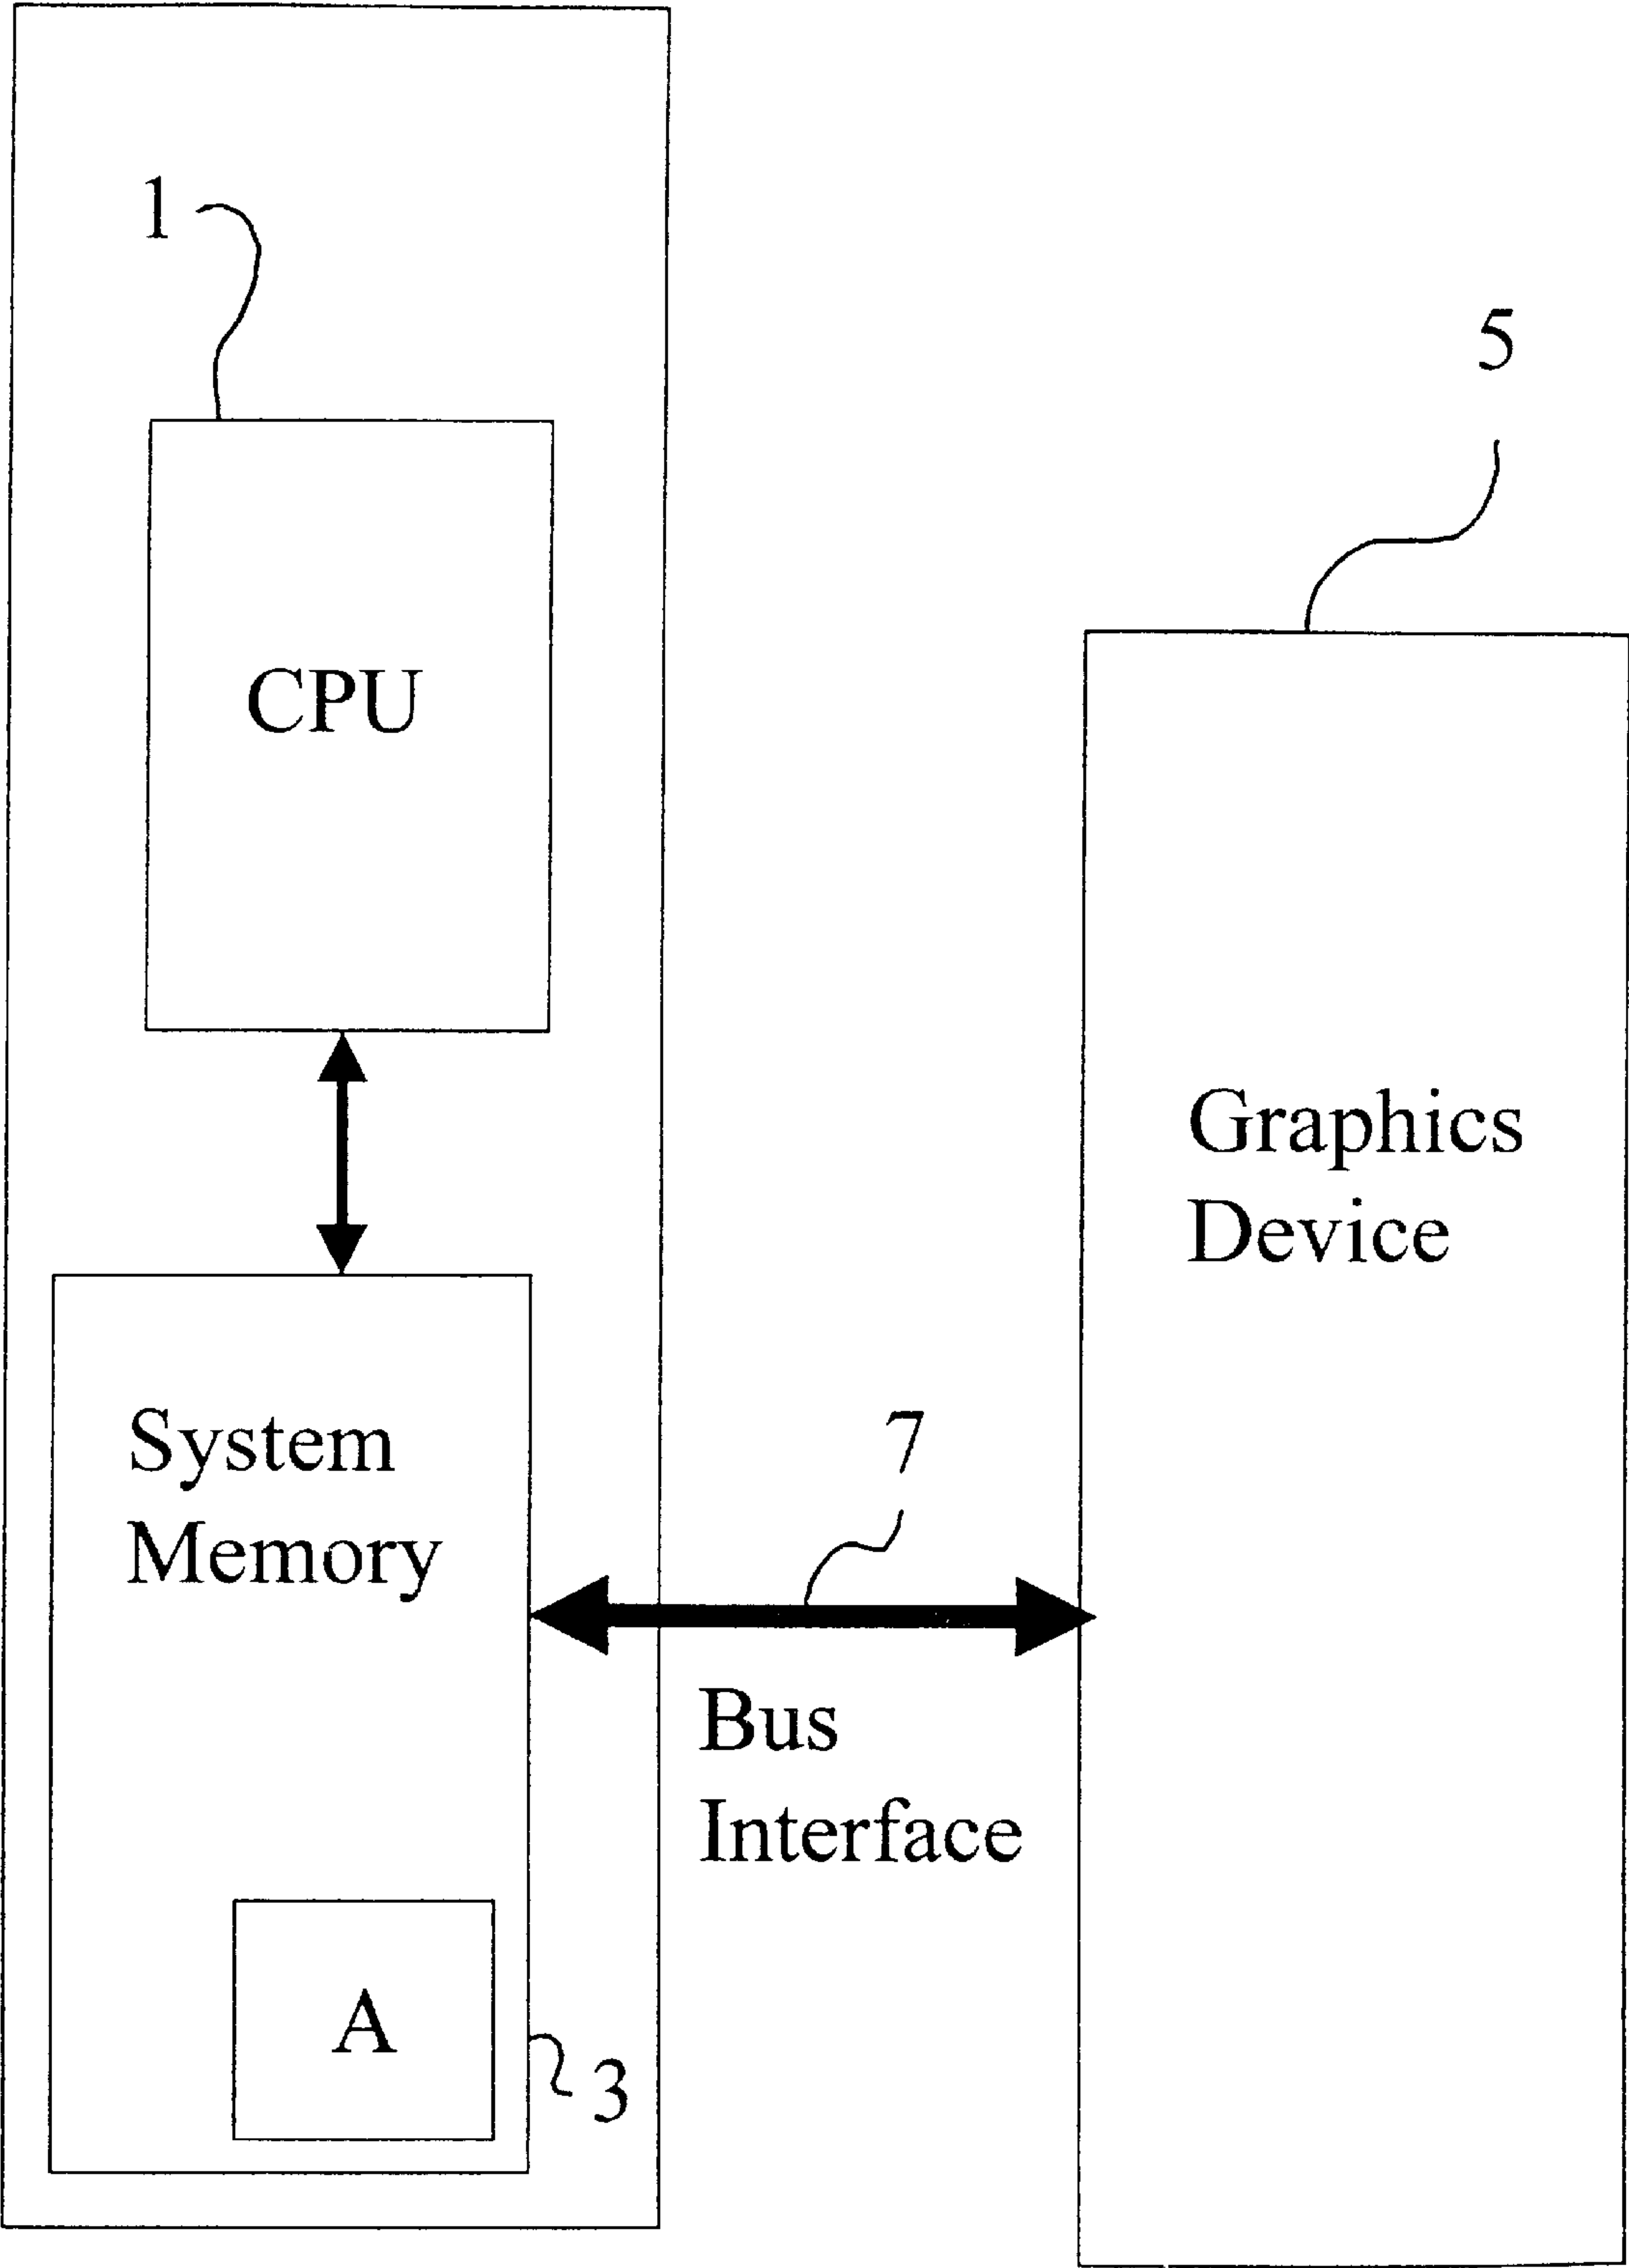 1
5
CPU
Graphics
Device
System
Memory
7
Bus
Interface
A
3